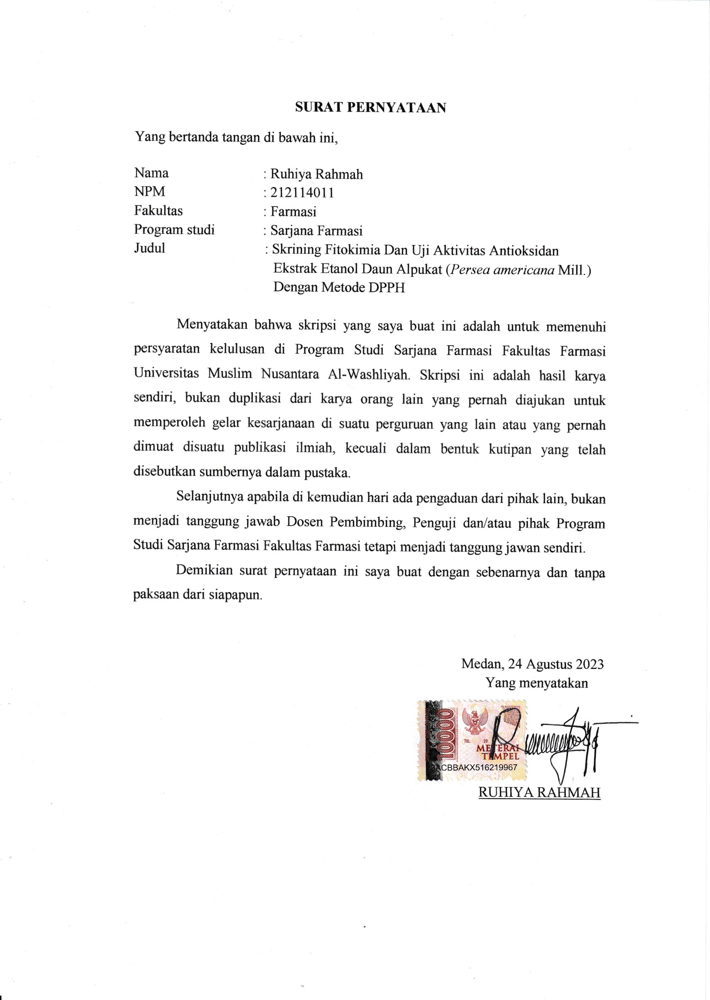 SURAT PERNYATAAN
Yang bertanda tangan di bawah ini,
Nama : Ruhiya Rahmah
NPM : 212114011
Fakultas : Farmasi
Program studi : Sarjana Farmasi
Judul : Skrining Fitokimia Dan Uji Aktivitas Antioksidan
Ekstrak Etanol Daun Alpukat (Persea americana Mill.)
Dengan Metode DPPH
Menyatakan bahwa skripsi yang saya buat ini adalah untuk memenuhi
persyaratan kelulusan di Program Studi Sarjana Farmasi Fakultas Farmasi
Universitas Muslim Nusantara Al-Washliyah. Skripsi ini adalah hasil karya
sendiri, bukan duplikasi dari karya orang lain yang pernah diajukan untuk
memperoleh gelar kesarjanaan di suatu perguruan yang lain atau yang pernah
dimuat disuatu publikasi ilmiah, kecuali dalam bentuk kutipan yang telah
disebutkan sumbernya dalam pustaka.
Selanjutnya apabila di kemudian hari ada pengaduan dari pihak lain, bukan
menjadi tanggung jawab Dosen Pembimbing, Penguji dan/atau pihak Program
Studi Sarjana Farmasi Fakultas Farmasi tetapi menjadi tanggung jawan sendiri.
Demikian surat pernyataan ini saya buat dengan sebenarnya dan tanpa
paksaan dari siapapun.
Medan, 24 Agustus 2023
Yang menyatakan
10000
TGL. 20
METERAI
TEMPEL
ACBBAKX516219967
RUHIYA RAHMAH